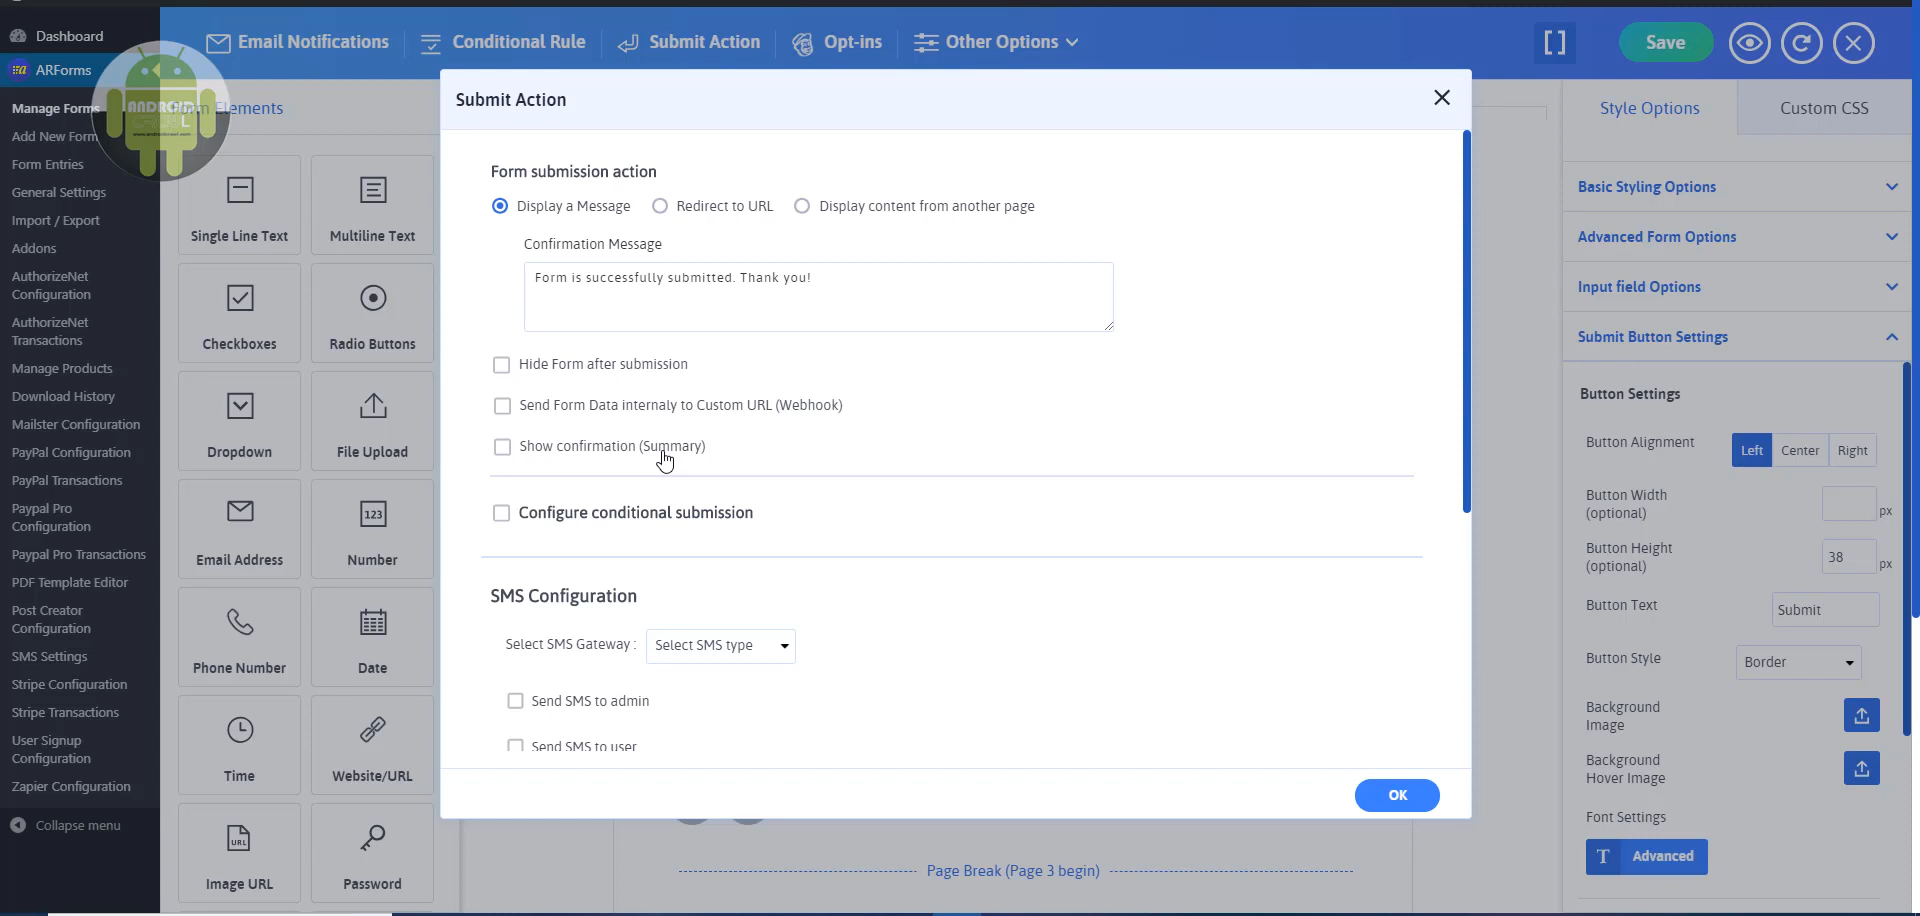 Dashboard
ARForms
Manage Forms
Add New Form
Form Entries
General Settings
Import / Export
Addons
AuthorizeNet
Configuration
AuthorizeNet
Transactions
Manage Products
Download History
Mailster Configuration
PayPal Configuration
PayPal Transactions
Paypal Pro
Configuration
Paypal Pro Transactions
PDF Template Editor
Post Creator
Configuration
SMS Settings
Stripe Configuration
Stripe Transactions
User Signup
Configuration
Zapier Configuration
Collapse menu
Email Notifications
Conditional Rule
Submit Action
Opt-ins
Other Options
Save
Form Elements
ANDROID
Single Line Text
Multiline Text
Checkboxes
Radio Buttons
Dropdown
File Upload
Email Address
123
Number
Phone Number
Date
Time
Website/URL
URL
Image URL
Password
Submit Action
Form submission action
Display a Message
Redirect to URL
Display content from another page
Confirmation Message
Form is successfully submitted. Thank you!
Hide Form after submission
Send Form Data internaly to Custom URL (Webhook)
Show confirmation (Summary)
Configure conditional submission
SMS Configuration
Select SMS Gateway : Select SMS type
Send SMS to admin
Send SMS to user
OK
Page Break (Page 3 begin)
Style Options
Custom CSS
Basic Styling Options
Advanced Form Options
Input field Options
Submit Button Settings
Button Settings
Button Alignment
Left Center Right
Button Width
(optional)
px
Button Height
(optional)
38 px
Button Text
Submit
Button Style
Border
Background
Image
Background
Hover Image
Font Settings
T Advanced